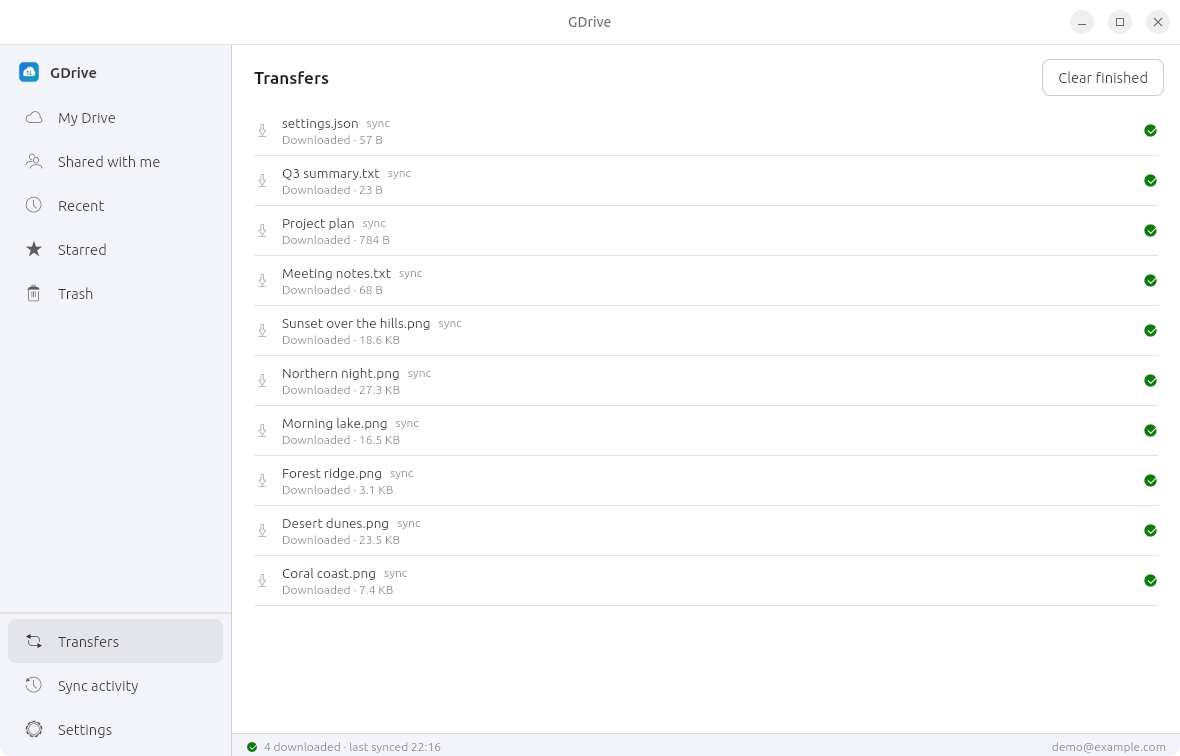 GDrive
GDrive
My Drive
Shared with me
Recent
Starred
Trash
Transfers
Sync activity
Settings
Transfers
Clear finished
settings.json sync
Downloaded · 57 B
Q3 summary.txt sync
Downloaded · 23 B
Project plan sync
Downloaded · 784 B
Meeting notes.txt sync
Downloaded · 68 B
Sunset over the hills.png sync
Downloaded · 18.6 KB
Northern night.png sync
Downloaded · 27.3 KB
Morning lake.png sync
Downloaded · 16.5 KB
Forest ridge.png sync
Downloaded · 3.1 KB
Desert dunes.png sync
Downloaded · 23.5 KB
Coral coast.png sync
Downloaded · 7.4 KB
4 downloaded · last synced 22:16
demo@example.com